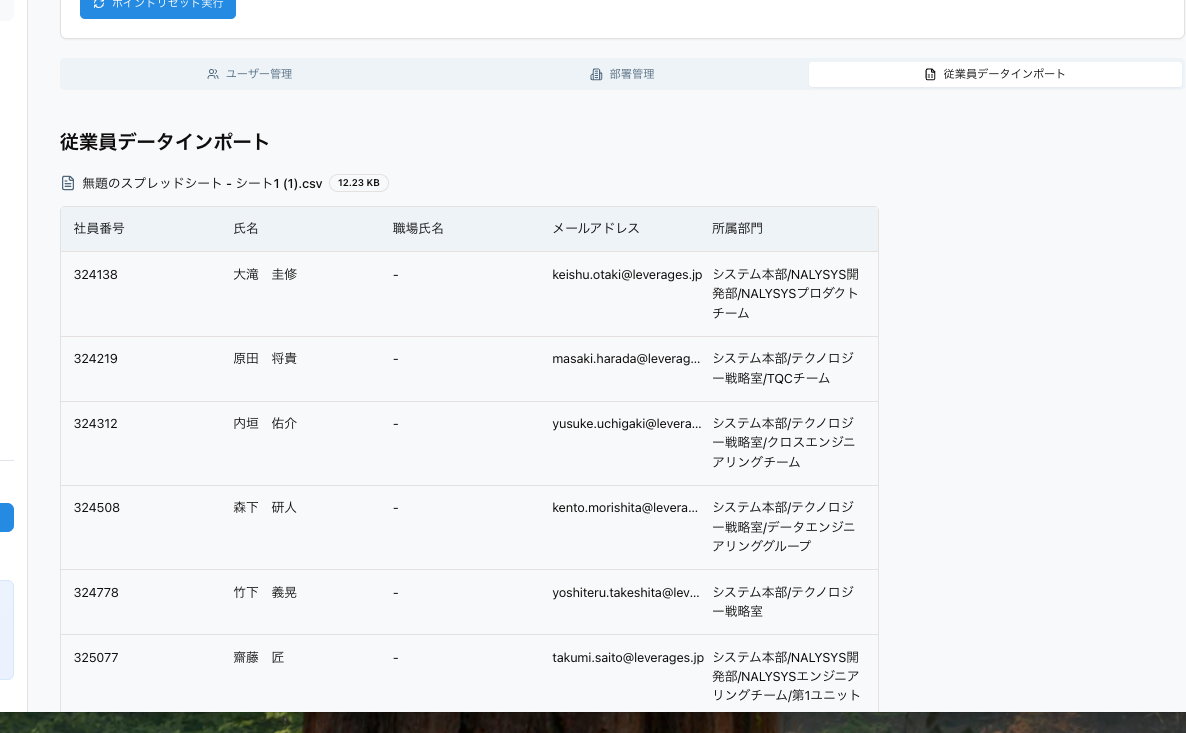 ポイントリセット実行
ユーザー管理
部署管理
従業員データインポート
従業員データインポート
無題のスプレッドシート - シート1 (1).csv
12.23 KB
社員番号 氏名 職場氏名 メールアドレス 所属部門
324138 大滝　圭修 - keishu.otaki@leverages.jp システム本部/NALYSYS開
発部/NALYSYSプロダクト
チーム
324219 原田　将貴 - masaki.harada@leverag... システム本部/テクノロジ
ー戦略室/TQCチーム
324312 内垣　佑介 - yusuke.uchigaki@levera... システム本部/テクノロジ
ー戦略室/クロスエンジニ
アリングチーム
324508 森下　研人 - kento.morishita@levera... システム本部/テクノロジ
ー戦略室/データエンジニ
アリンググループ
324778 竹下　義晃 - yoshiteru.takeshita@lev... システム本部/テクノロジ
ー戦略室
325077 齋藤　匠 - takumi.saito@leverages.jp システム本部/NALYSYS開
発部/NALYSYSエンジニア
リングチーム/第1ユニット